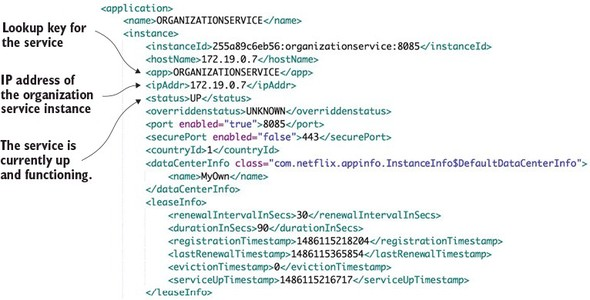 Lookup key for
the service
IP address of
the organization
service instance
The service is
currently up
and functioning.
<application>
<name>ORGANIZATIONSERVICE</name>
<instance>
<instanceId>255a89c6eb56:organizationservice:8085</instanceId>
<hostName>172.19.0.7</hostName>
<app>ORGANIZATIONSERVICE</app>
<ipAddr>172.19.0.7</ipAddr>
<status>UP</status>
<overriddenstatus>UNKNOWN</overriddenstatus>
<port enabled="true">8085</port>
<securePort enabled="false">443</securePort>
<countryId>1</countryId>
<dataCenterInfo class="com.netflix.appinfo.InstanceInfo$DefaultDataCenterInfo">
<name>MyOwn</name>
</dataCenterInfo>
<leaseInfo>
<renewalIntervalInSecs>30</renewalIntervalInSecs>
<durationInSecs>90</durationInSecs>
<registrationTimestamp>1486115218204</registrationTimestamp>
<lastRenewalTimestamp>1486115365854</lastRenewalTimestamp>
<evictionTimestamp>0</evictionTimestamp>
<serviceUpTimestamp>1486115216717</serviceUpTimestamp>
</leaseInfo>